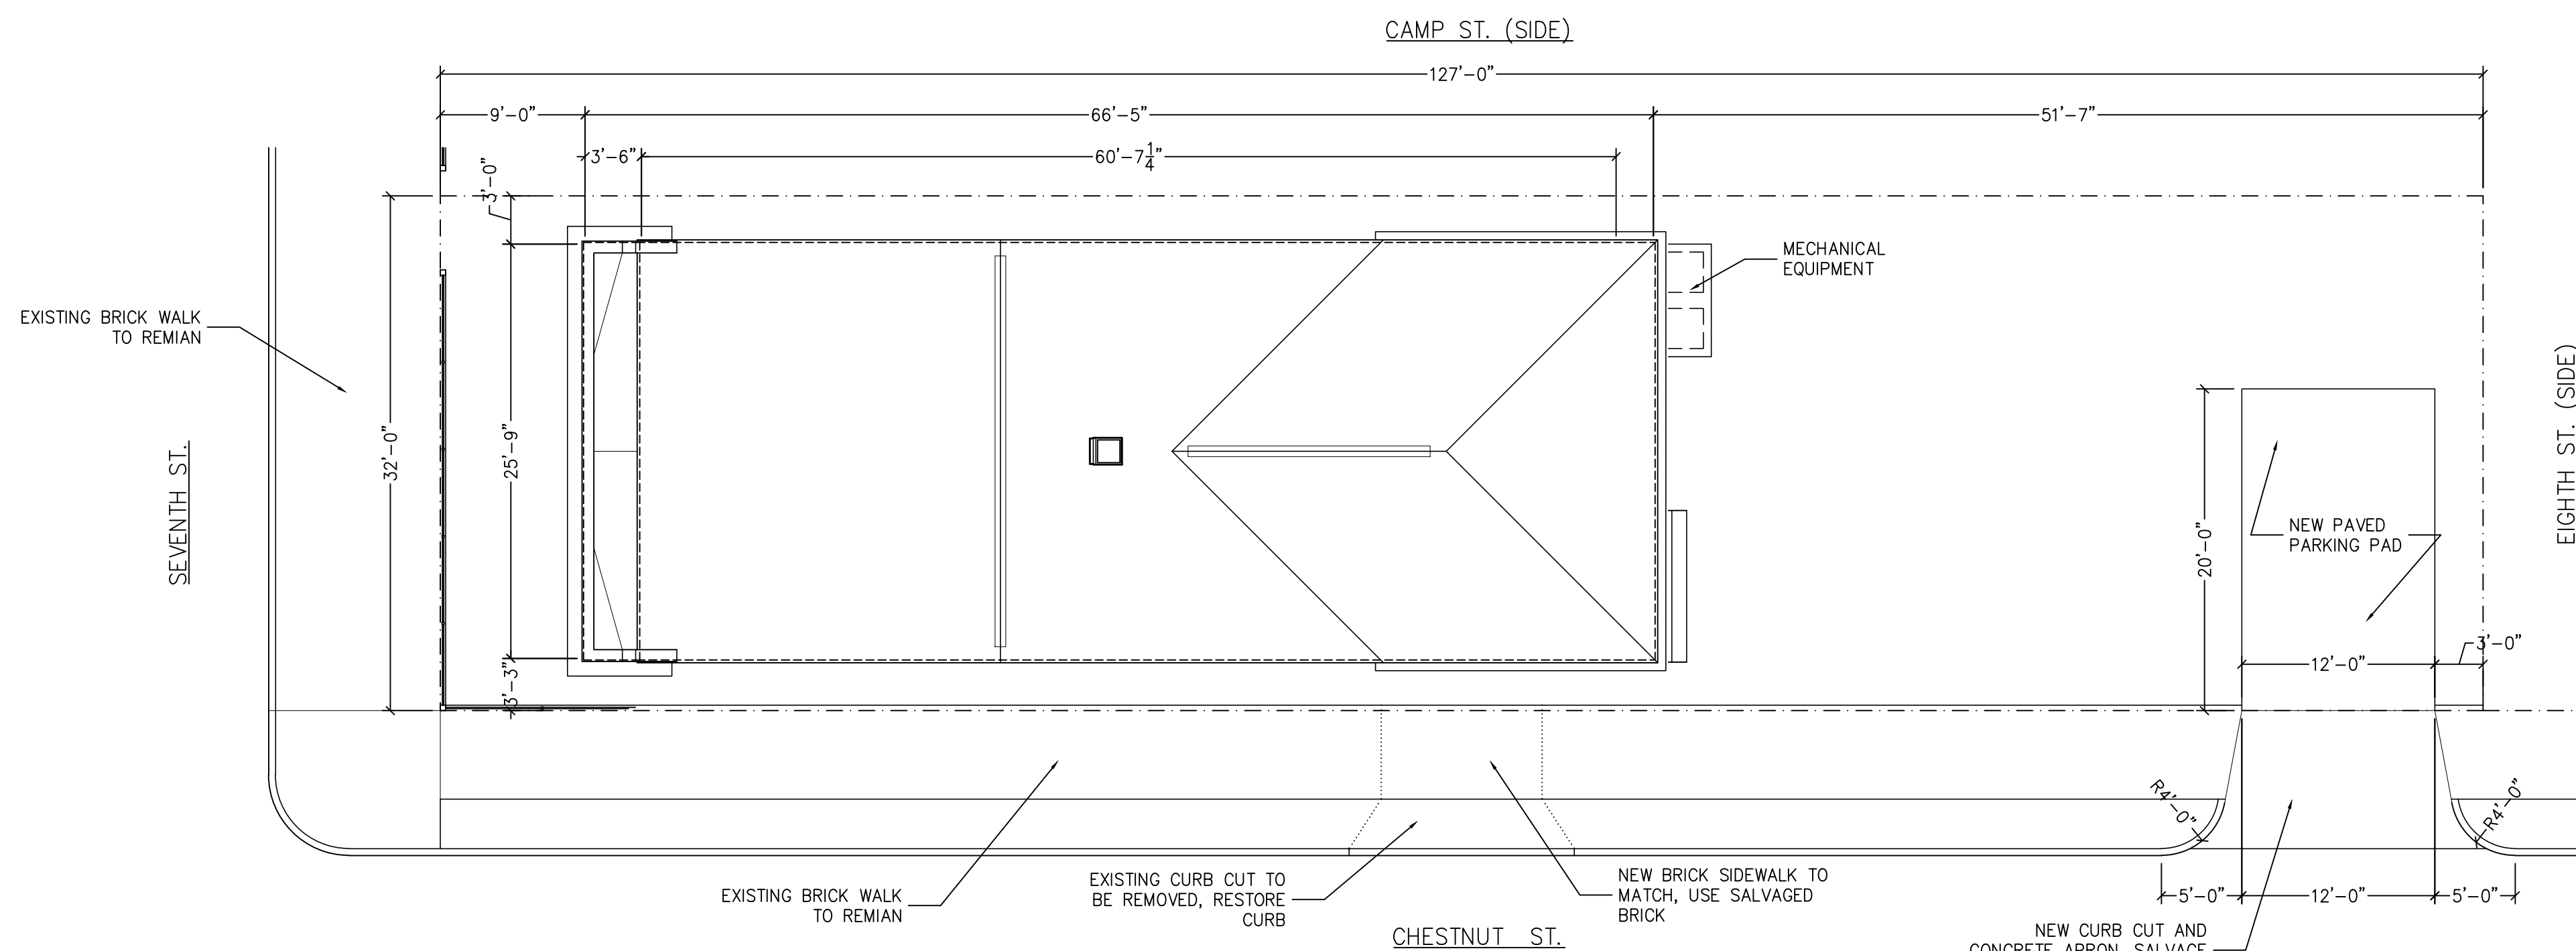 CAMP ST. (SIDE)
127'-0"
9'-0"
66'-5"
51'-7"
3'-6"
60'-7 1/4"
3'-0"
MECHANICAL
EQUIPMENT
EXISTING BRICK WALK
TO REMIAN
SEVENTH ST.
32'-0"
25'-9"
3'-3"
EIGHTH ST. (SIDE)
20'-0"
NEW PAVED
PARKING PAD
12'-0"
3'-0"
R4'-0"
R4'-0"
EXISTING BRICK WALK
TO REMIAN
EXISTING CURB CUT TO
BE REMOVED, RESTORE
CURB
NEW BRICK SIDEWALK TO
MATCH, USE SALVAGED
BRICK
5'-0"
12'-0"
5'-0"
CHESTNUT ST.
NEW CURB CUT AND
CONCRETE APRON, SALVAGE